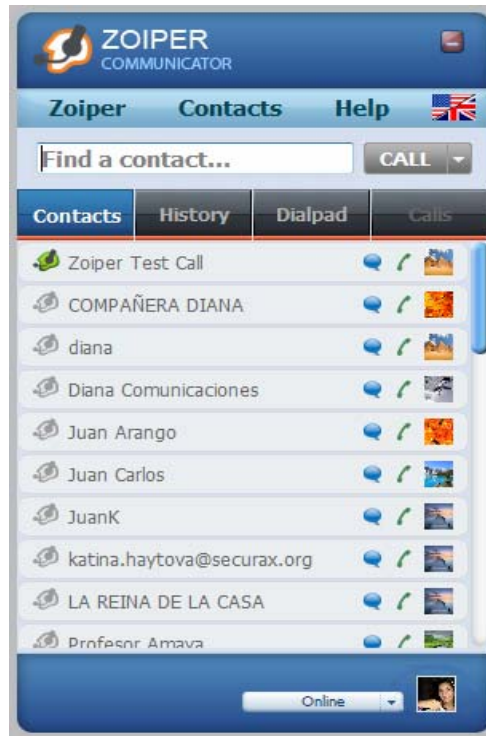 ZOIPER
COMMUNICATOR
Zoiper Contacts Help
Find a contact... CALL
Contacts History Dialpad Calls
Zoiper Test Call
COMPAÑERA DIANA
diana
Diana Comunicaciones
Juan Arango
Juan Carlos
JuanK
katina.haytova@securax.org
LA REINA DE LA CASA
Profesor Amaya
Online